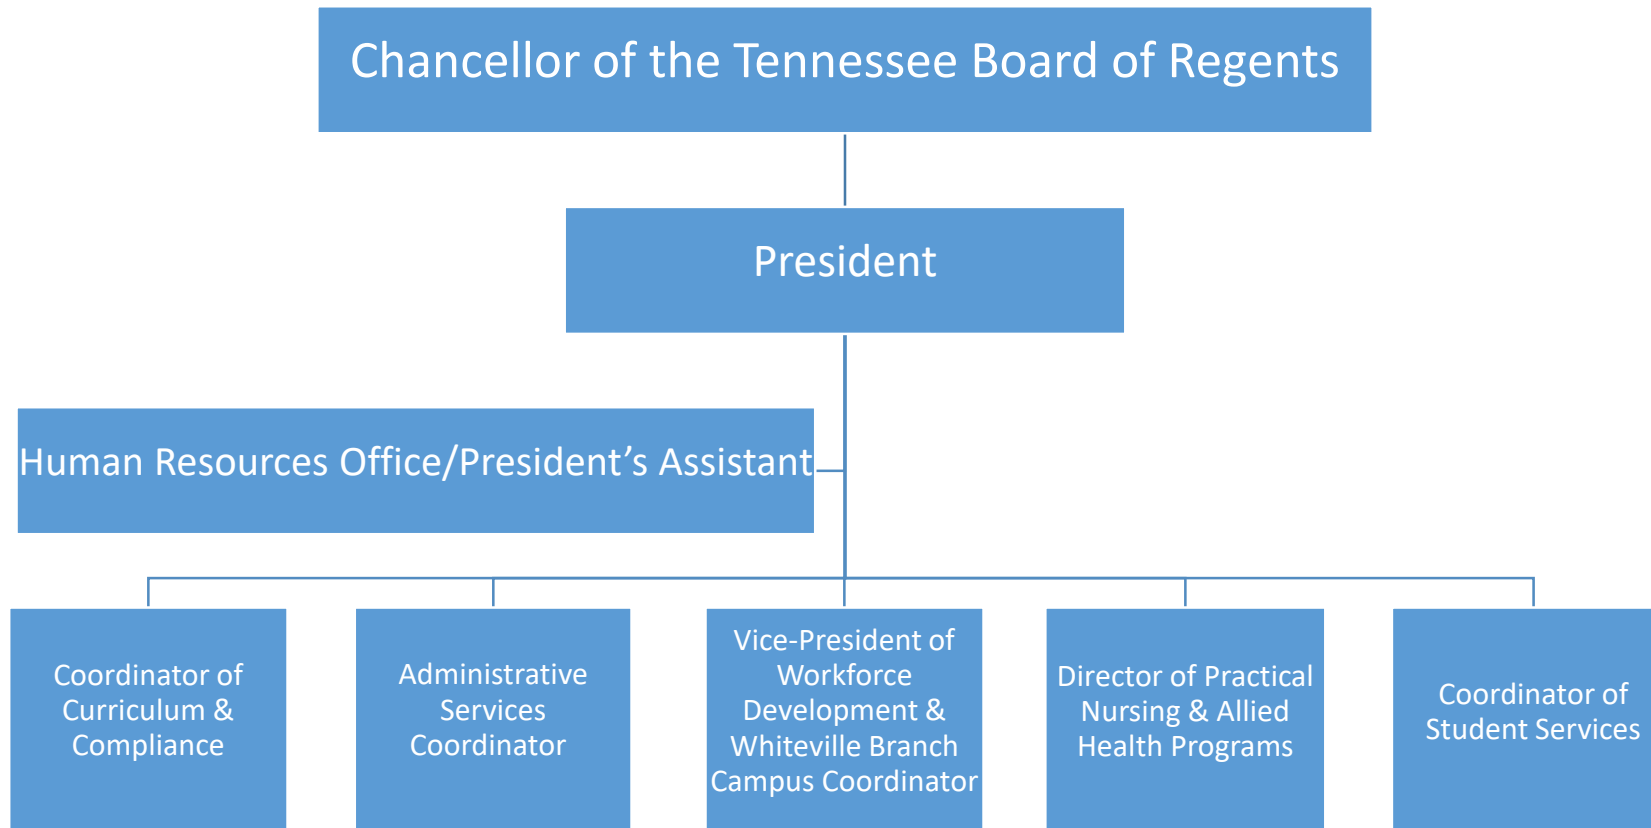 Chancellor of the Tennessee Board of Regents
President
Human Resources Office/President’s Assistant
Coordinator of
Curriculum &
Compliance
Administrative
Services
Coordinator
Vice-President of
Workforce
Development &
Whiteville Branch
Campus Coordinator
Director of Practical
Nursing & Allied
Health Programs
Coordinator of
Student Services